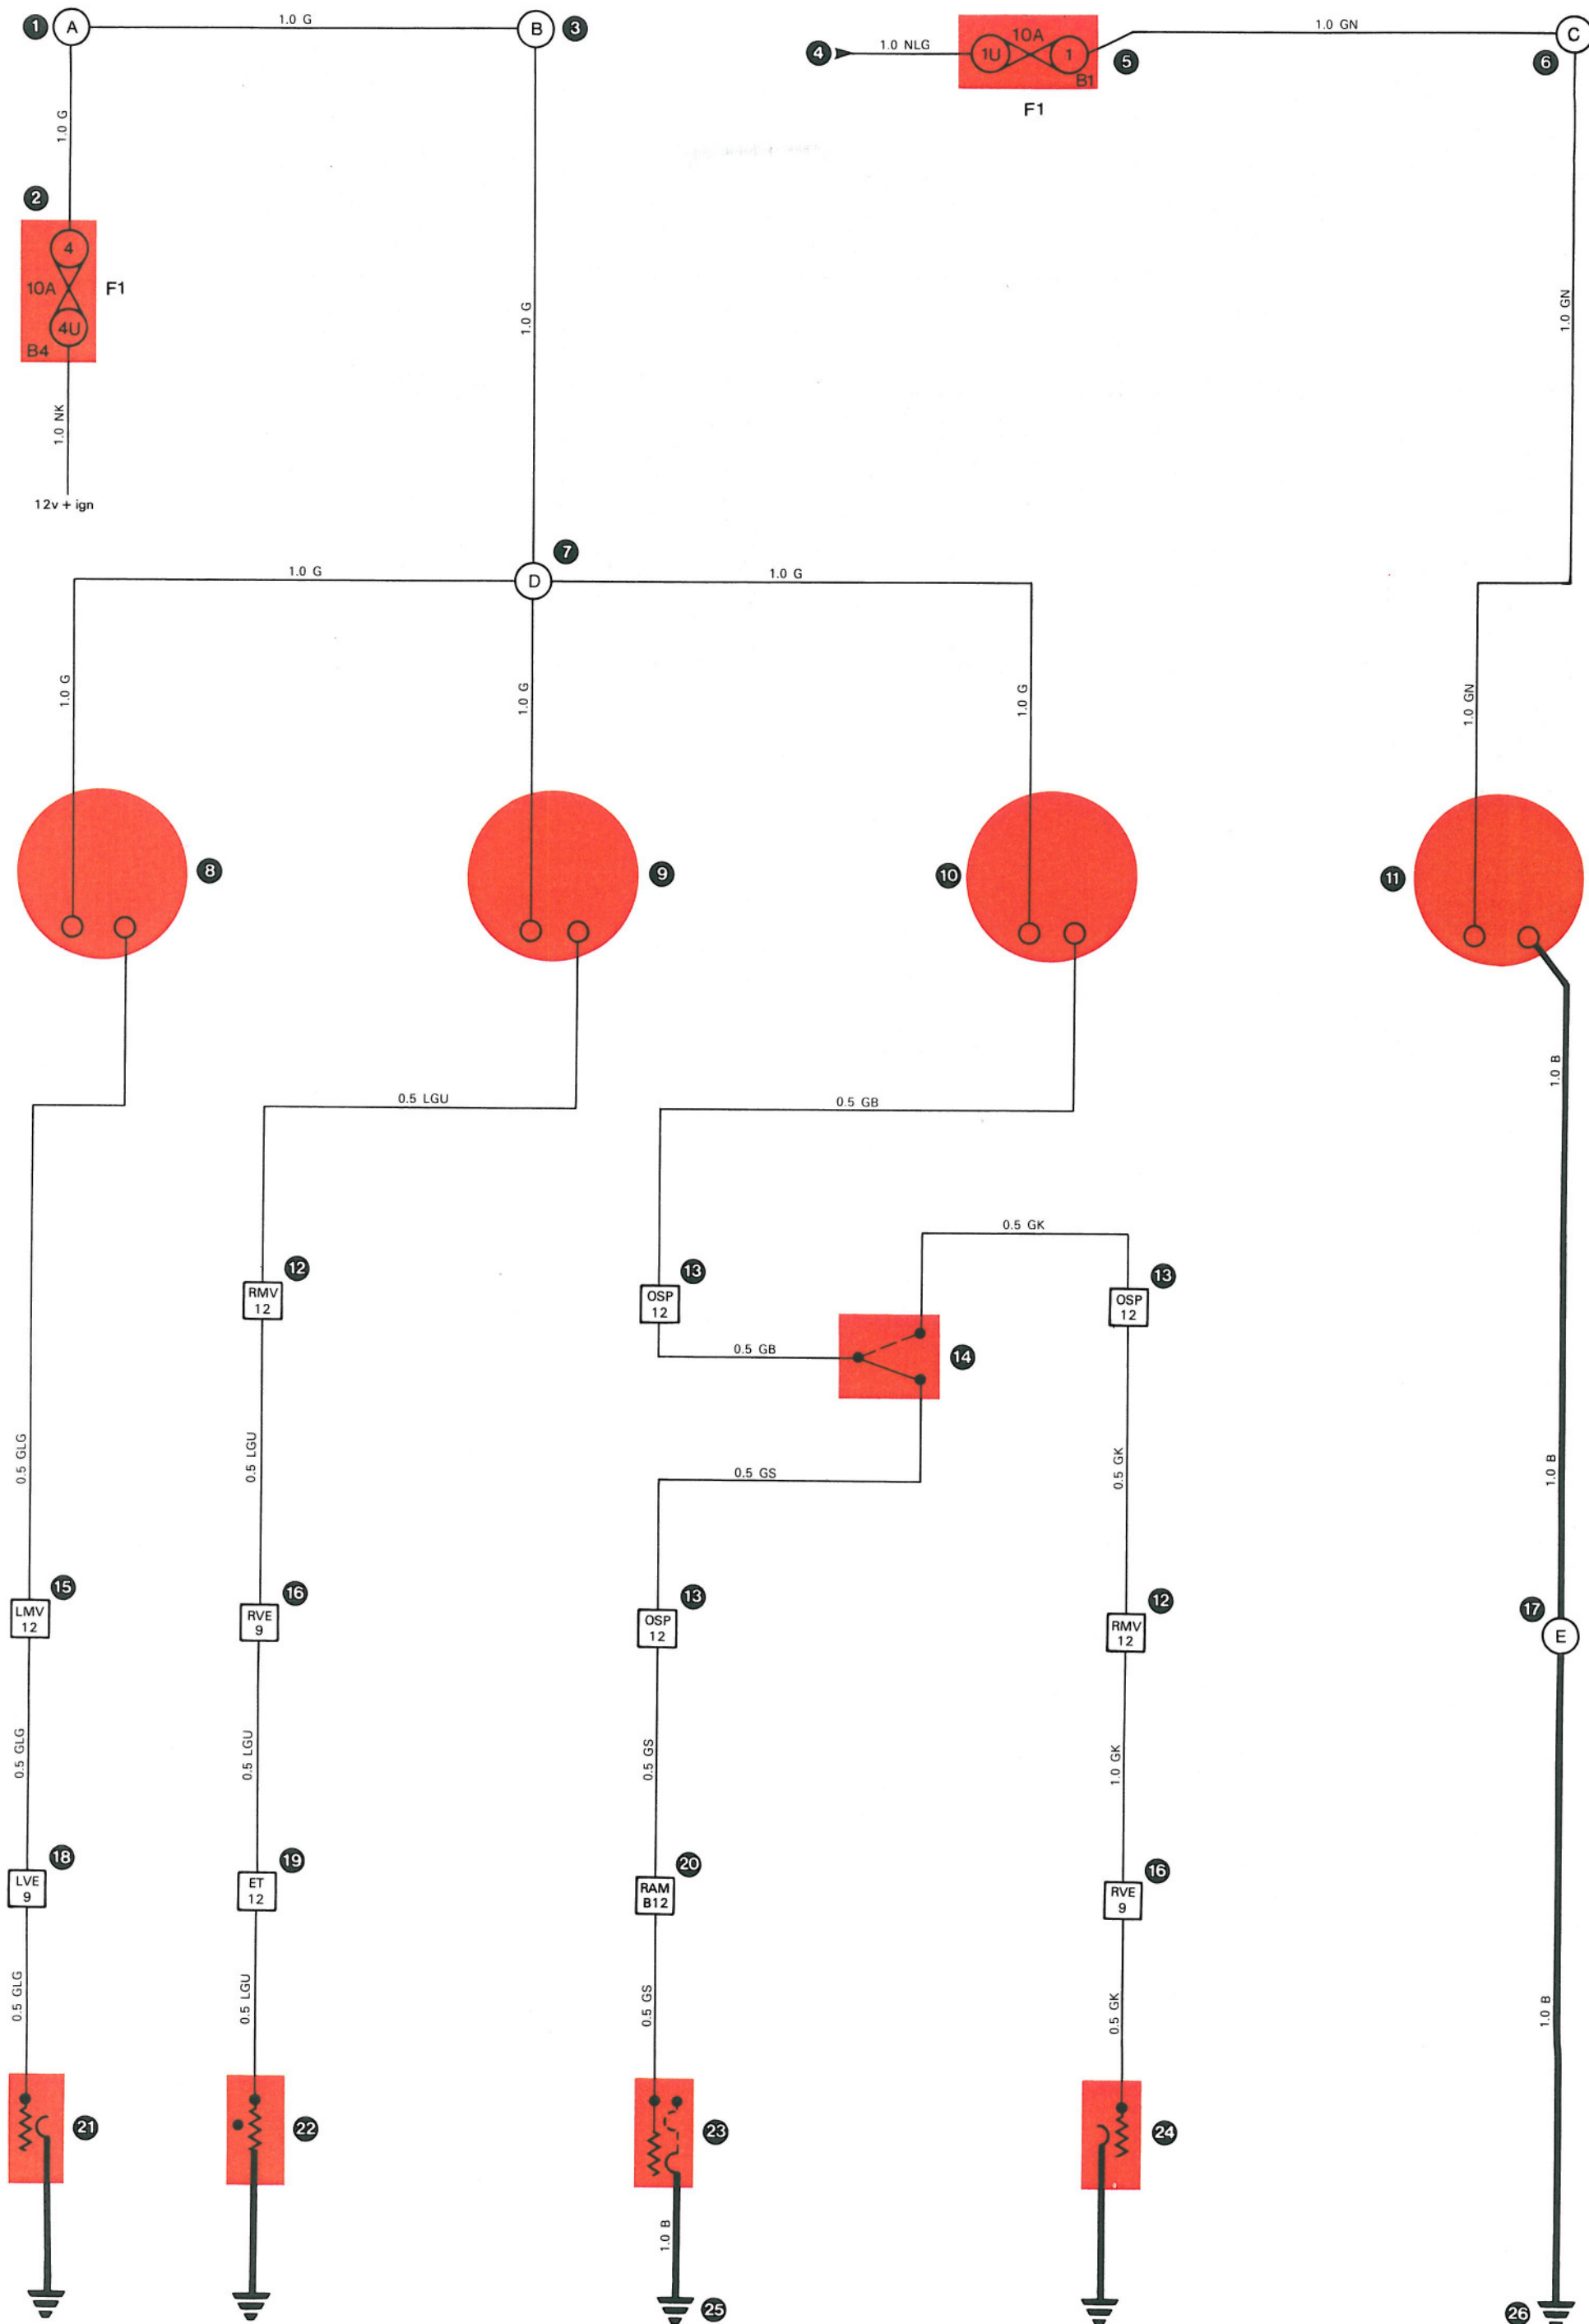 1 A 1.0 G B 3
4 1.0 NLG 1U 10A 1 B1 5 1.0 GN C 6
F1
1.0 G
2
4
10A F1
4U
B4
1.0 NK
12v + ign
1.0 G
1.0 GN
7
1.0 G D 1.0 G
1.0 G 1.0 G 1.0 G 1.0 GN
8 9 10 11
1.0 B
0.5 LGU 0.5 GB
0.5 GK
12 13 13
RMV
12
OSP
12
OSP
12
0.5 GB 14
0.5 GLG 0.5 LGU 0.5 GS 0.5 GK 1.0 B
15 16 13 12 17
LMV
12
RVE
9
OSP
12
RMV
12
E
0.5 GLG 0.5 LGU 0.5 GS 1.0 GK
18 19 20 16
LVE
9
ET
12
RAM
B12
RVE
9
0.5 GLG 0.5 LGU 0.5 GS 0.5 GK 1.0 B
21 22 23 24
1.0 B
25 26